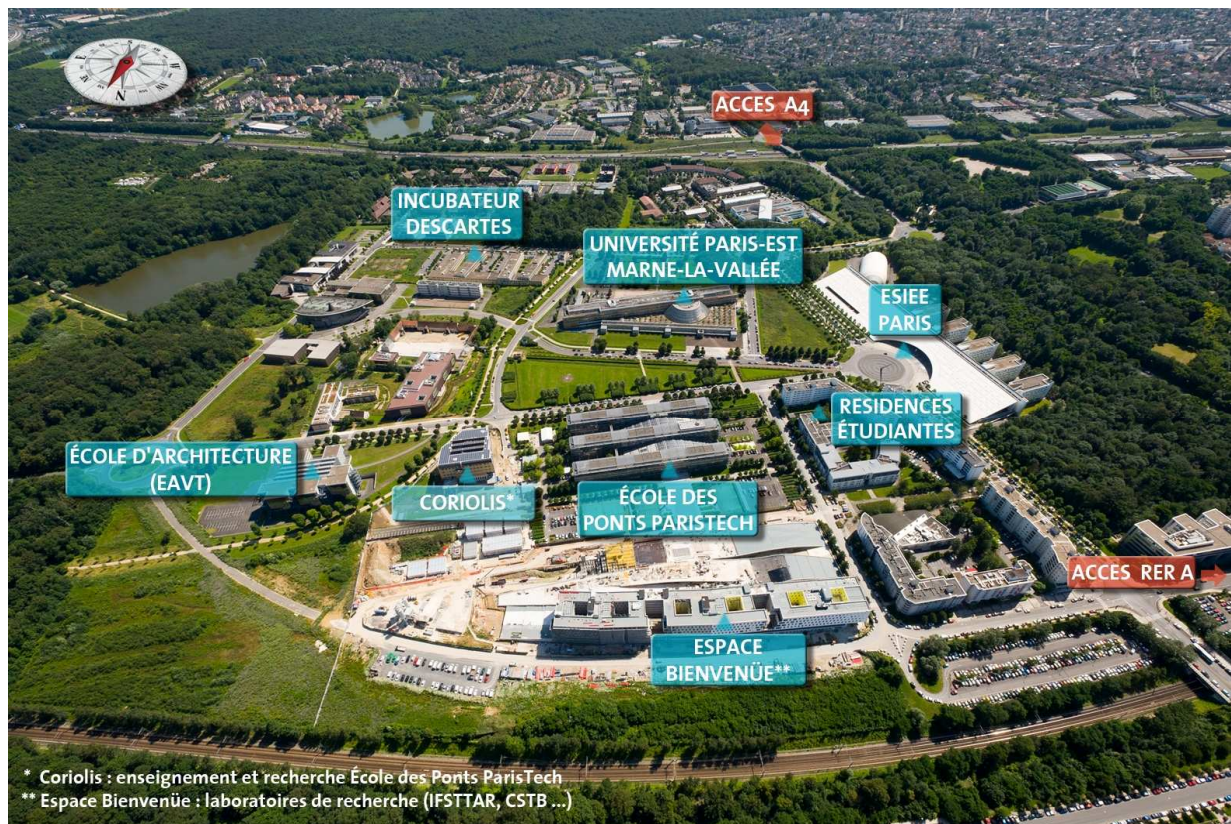 ACCES A4
INCUBATEUR
DESCARTES
UNIVERSITÉ PARIS-EST
MARNE-LA-VALLÉE
ESIEE
PARIS
RESIDENCES
ÉTUDIANTES
ÉCOLE D'ARCHITECTURE
(EAVT)
CORIOLIS*
ÉCOLE DES
PONTS PARISTECH
ACCES RER A
ESPACE
BIENVENÜE**
* Coriolis : enseignement et recherche École des Ponts ParisTech
** Espace Bienvenüe : laboratoires de recherche (IFSTTAR, CSTB ...)
N